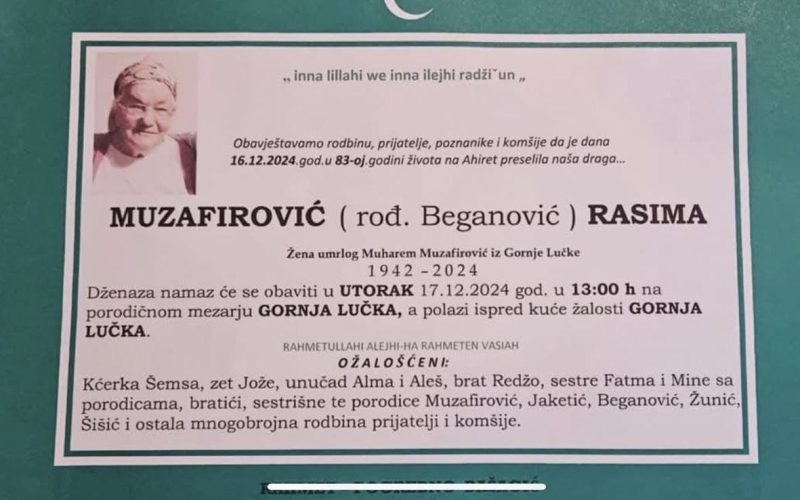 „ inna lillahi we inna ilejhi radžiˇun „
Obavještavamo rodbinu, prijatelje, poznanike i komšije da je dana
16.12.2024.god.u 83-oj.godini života na Ahiret preselila naša draga...
MUZAFIROVIĆ ( rođ. Beganović ) RASIMA
Žena umrlog Muharem Muzafirović iz Gornje Lučke
1942 –2024
Dženaza namaz će se obaviti u UTORAK 17.12.2024 god. u 13:00 h na
porodičnom mezarju GORNJA LUČKA, a polazi ispred kuće žalosti GORNJA
LUČKA.
RAHMETULLAHI ALEJHI-HA RAHMETEN VASIAH
OŽALOŠĆENI:
Kćerka Šemsa, zet Jože, unučad Alma i Aleš, brat Redžo, sestre Fatma i Mine sa
porodicama, bratići, sestrišne te porodice Muzafirović, Jaketić, Beganović, Žunić,
Šišić i ostala mnogobrojna rodbina prijatelji i komšije.